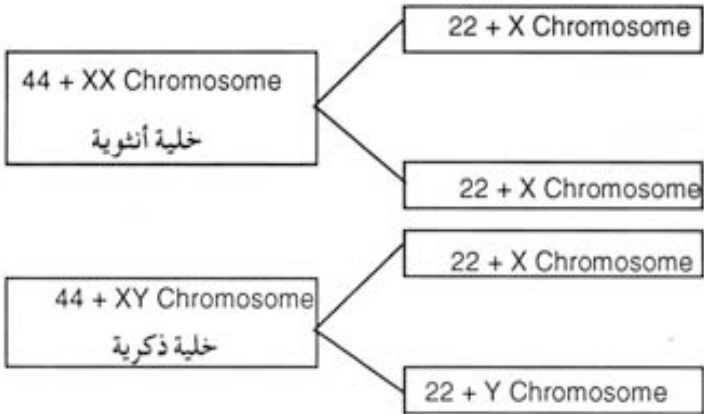 22 + X Chromosome
44 + XX Chromosome
خلية أنثوية
22 + X Chromosome
22 + X Chromosome
44 + XY Chromosome
خلية ذكرية
22 + Y Chromosome